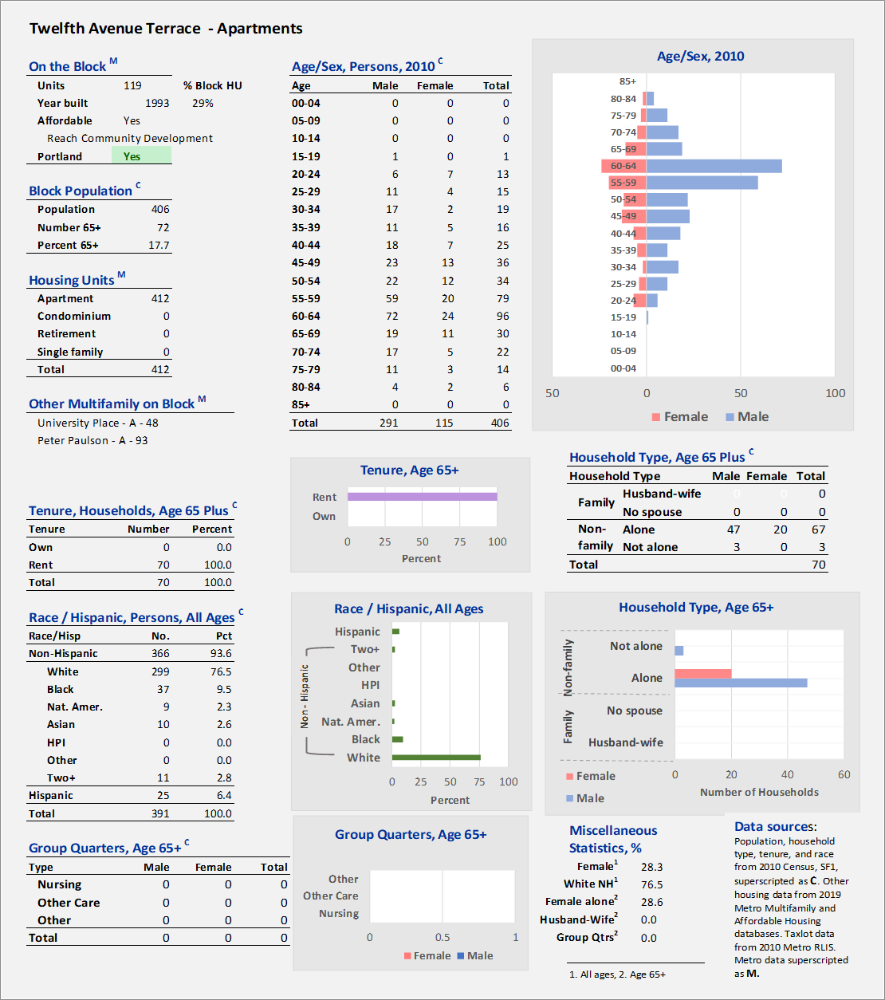 Twelfth Avenue Terrace - Apartments
On the Block M
Units 119 % Block HU
Year built 1993 29%
Affordable Yes
Reach Community Development
Portland Yes
Block Population C
Population 406
Number 65+ 72
Percent 65+ 17.7
Housing Units M
Apartment 412
Condominium 0
Retirement 0
Single family 0
Total 412
Other Multifamily on Block M
University Place - A - 48
Peter Paulson - A - 93
Age/Sex, Persons, 2010 C
Age Male Female Total
00-04 0 0 0
05-09 0 0 0
10-14 0 0 0
15-19 1 0 1
20-24 6 7 13
25-29 11 4 15
30-34 17 2 19
35-39 11 5 16
40-44 18 7 25
45-49 23 13 36
50-54 22 12 34
55-59 59 20 79
60-64 72 24 96
65-69 19 11 30
70-74 17 5 22
75-79 11 3 14
80-84 4 2 6
85+ 0 0 0
Total 291 115 406
Age/Sex, 2010
85+
80-84
75-79
70-74
65-69
60-64
55-59
50-54
45-49
40-44
35-39
30-34
25-29
20-24
15-19
10-14
05-09
00-04
50 0 50 100
Female Male
Tenure, Households, Age 65 Plus C
Tenure Number Percent
Own 0 0.0
Rent 70 100.0
Total 70 100.0
Tenure, Age 65+
Rent
Own
0 25 50 75 100
Percent
Household Type, Age 65 Plus C
Household Type Male Female Total
Family Husband-wife 0 0 0
No spouse 0 0 0
Non-family Alone 47 20 67
Not alone 3 0 3
Total 70
Race / Hispanic, Persons, All Ages C
Race/Hisp No. Pct
Non-Hispanic 366 93.6
White 299 76.5
Black 37 9.5
Nat. Amer. 9 2.3
Asian 10 2.6
HPI 0 0.0
Other 0 0.0
Two+ 11 2.8
Hispanic 25 6.4
Total 391 100.0
Race / Hispanic, All Ages
Hispanic
Two+
Other
HPI
Asian
Nat. Amer.
Black
White
Non - Hispanic
0 25 50 75 100
Percent
Household Type, Age 65+
Non-family
Not alone
Alone
Family
No spouse
Husband-wife
0 20 40 60
Number of Households
Female
Male
Group Quarters, Age 65+ C
Type Male Female Total
Nursing 0 0 0
Other Care 0 0 0
Other 0 0 0
Total 0 0 0
Group Quarters, Age 65+
Other
Other Care
Nursing
0 0.5 1
Female Male
Miscellaneous
Statistics, %
Female1 28.3
White NH1 76.5
Female alone2 28.6
Husband-Wife2 0.0
Group Qtrs2 0.0
1. All ages, 2. Age 65+
Data sources:
Population, household
type, tenure, and race
from 2010 Census, SF1,
superscripted as C. Other
housing data from 2019
Metro Multifamily and
Affordable Housing
databases. Taxlot data
from 2010 Metro RLIS.
Metro data superscripted
as M.